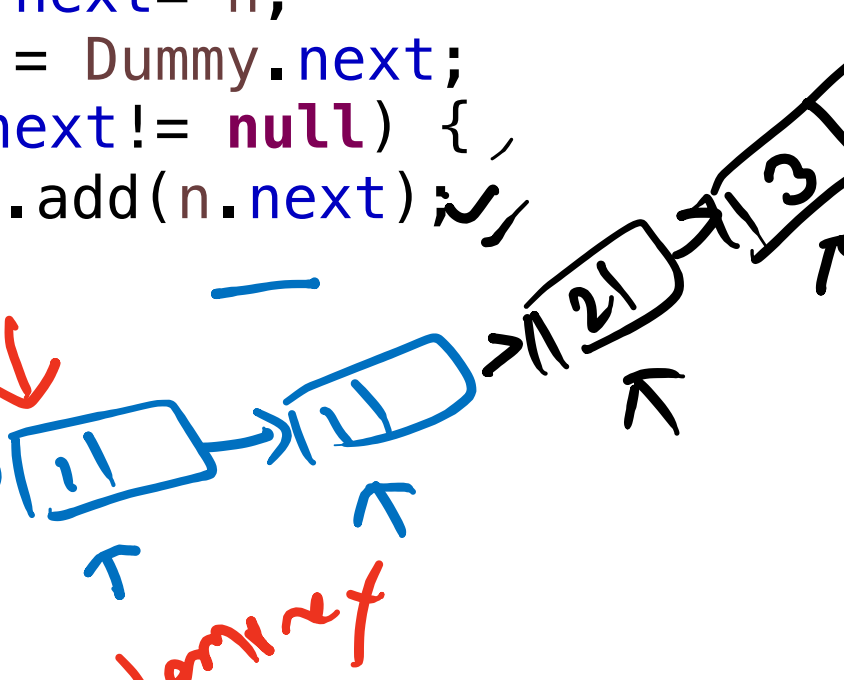 next= n;
= Dummy.next;
next!= null) {
.add(n.next);
3
2
1
1